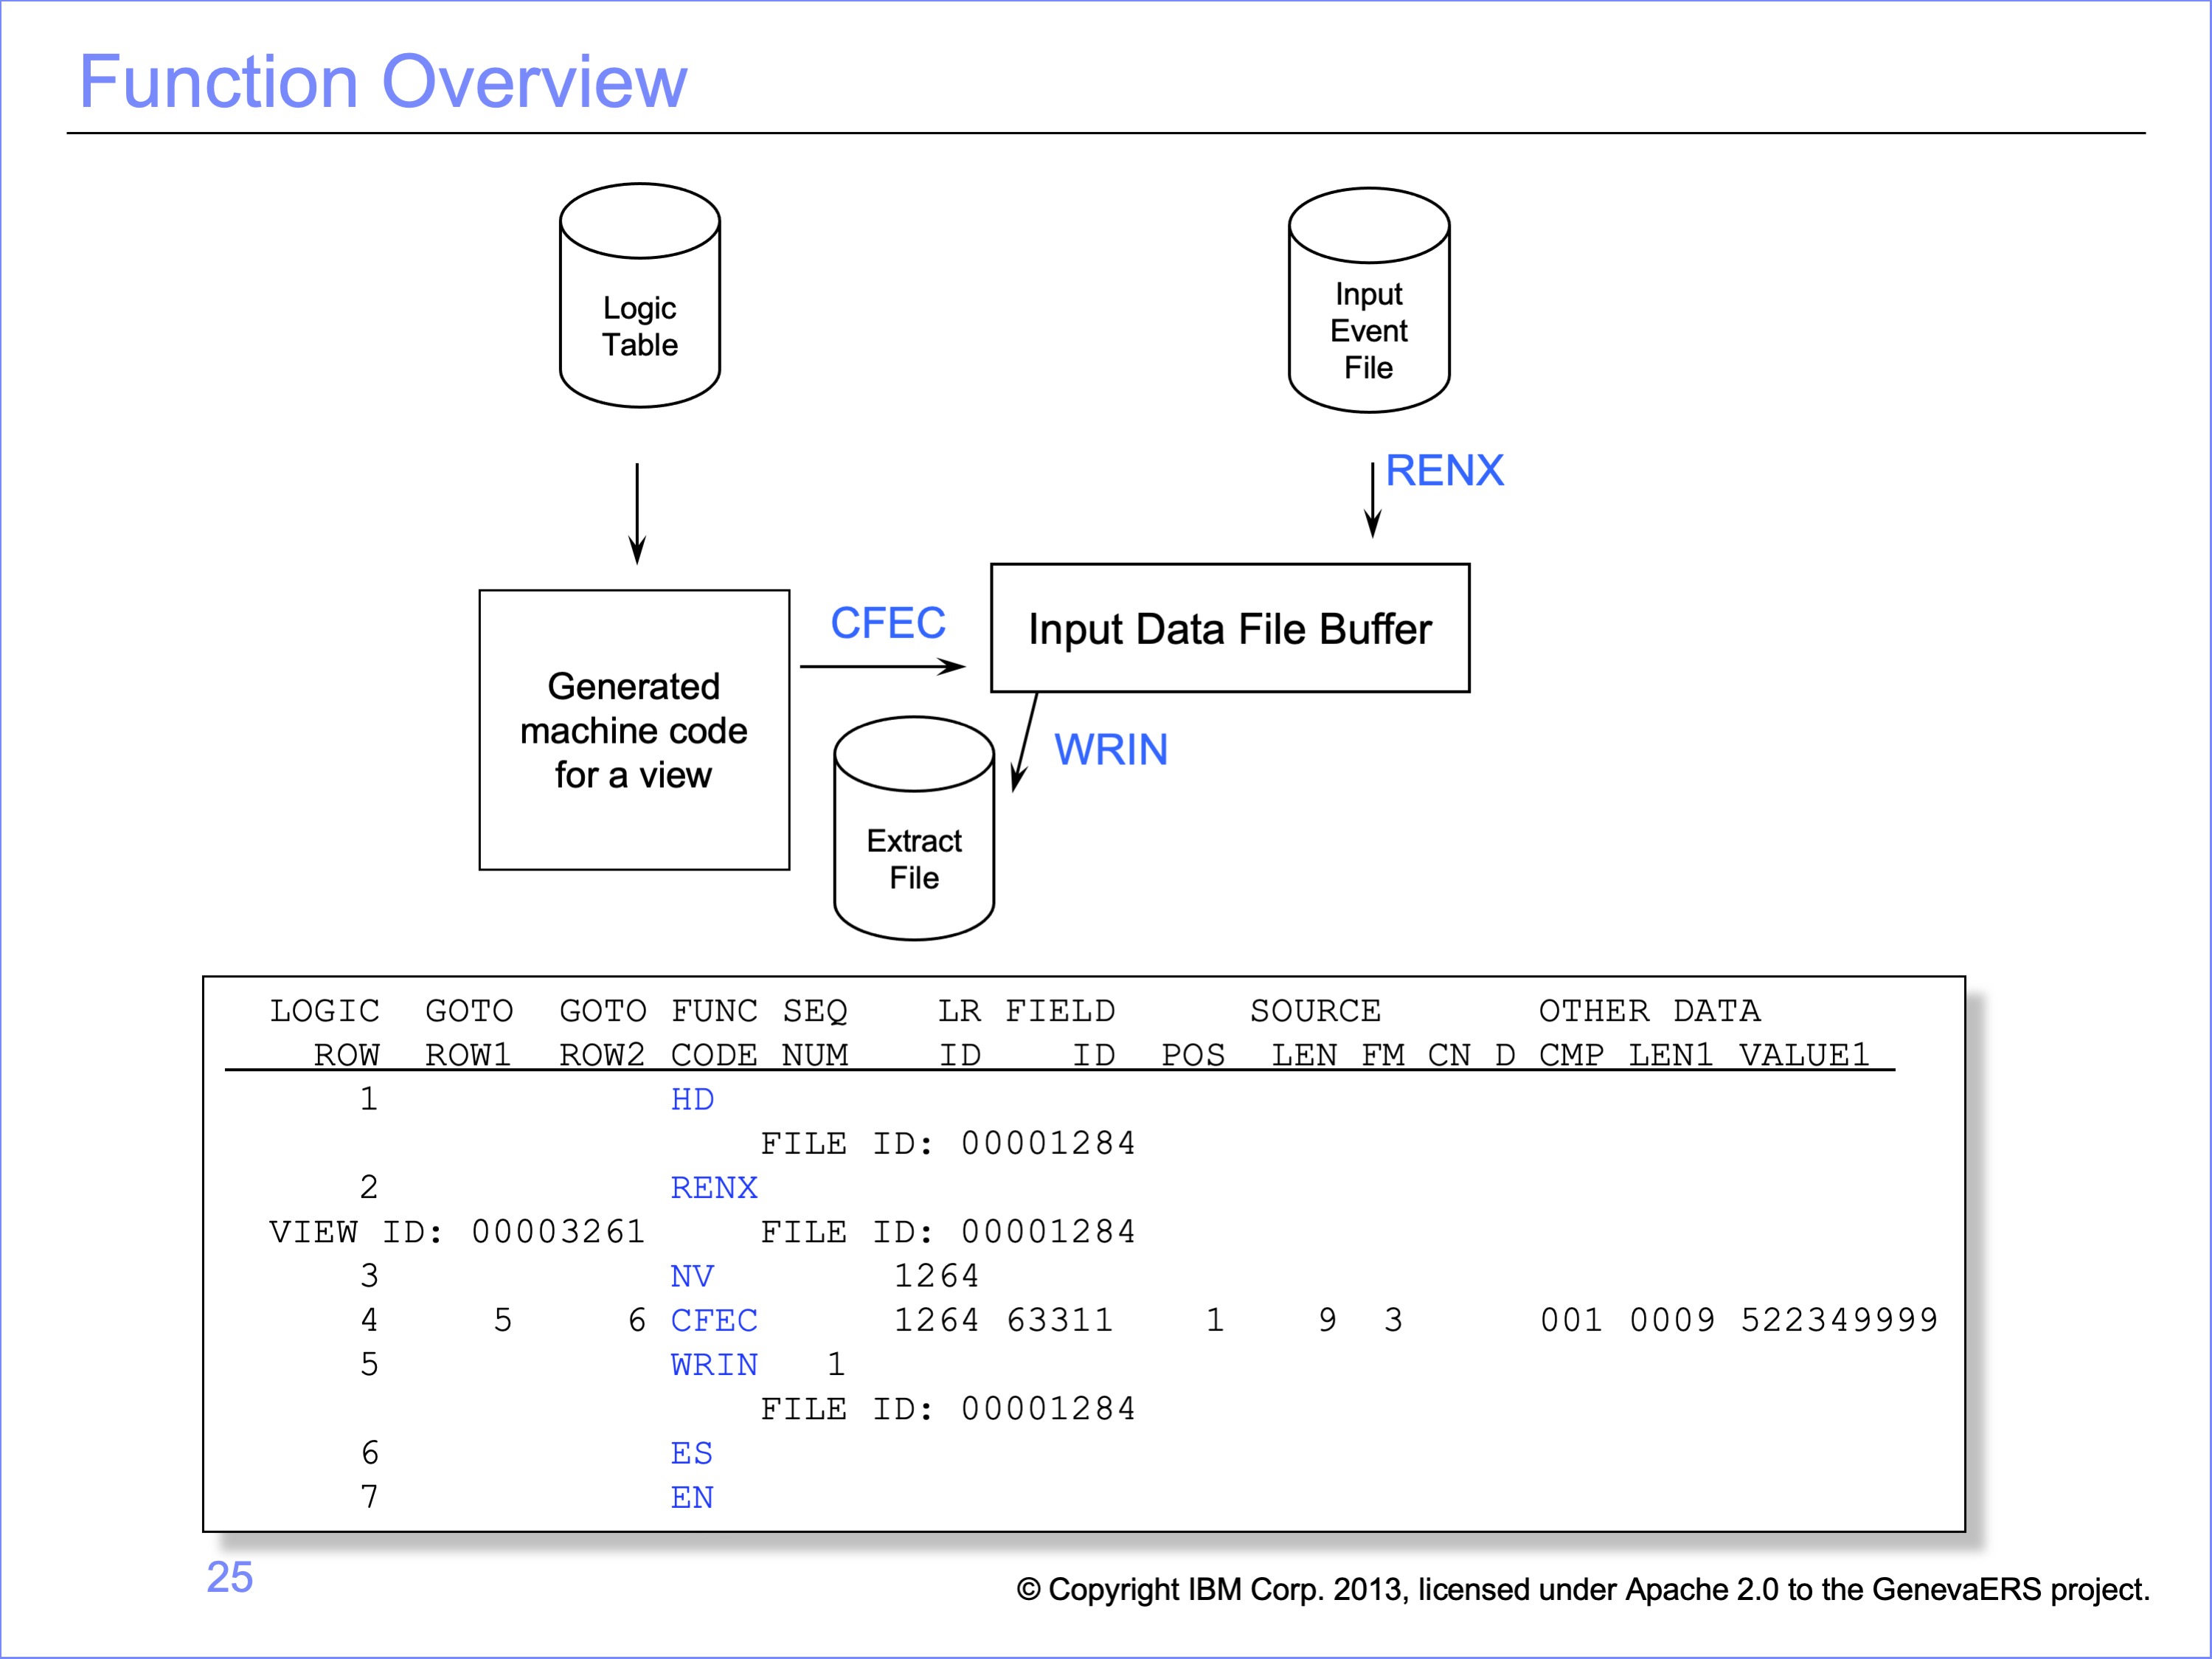 Function Overview
Logic
Table
Input
Event
File
RENX
CFEC
Input Data File Buffer
Generated
machine code
for a view
WRIN
Extract
File
LOGIC GOTO GOTO FUNC SEQ LR FIELD SOURCE OTHER DATA
ROW ROW1 ROW2 CODE NUM ID ID POS LEN FM CN D CMP LEN1 VALUE1
1 HD
FILE ID: 00001284
2 RENX
VIEW ID: 00003261 FILE ID: 00001284
3 NV 1264
4 5 6 CFEC 1264 63311 1 9 3 001 0009 522349999
5 WRIN 1
FILE ID: 00001284
6 ES
7 EN
25
© Copyright IBM Corp. 2013, licensed under Apache 2.0 to the GenevaERS project.